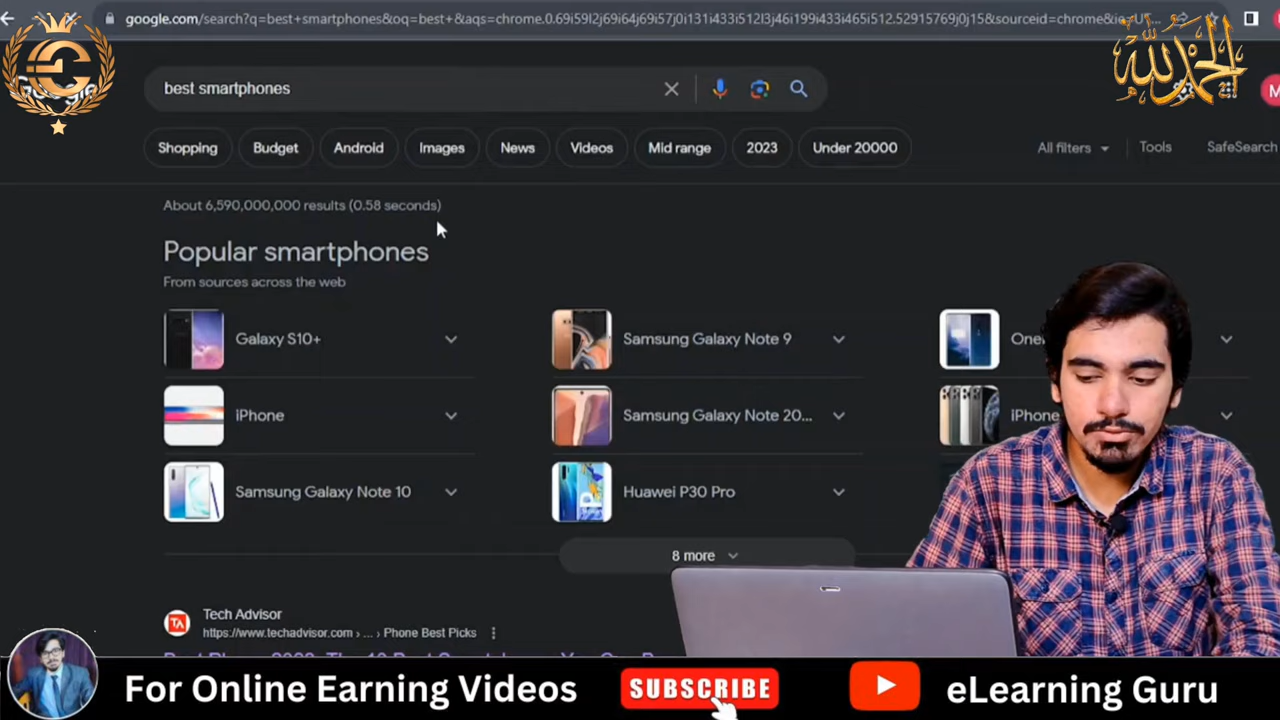 google.com/search?q=best+smartphones&oq=best+&aqs=chrome.0.69i59l2j69i64j69i57j0i131i433i512l3j46i199i433i465i512.52915769j0j15&sourceid=chrome&ie=UT...
الحمد لله
best smartphones
Shopping
Budget
Android
Images
News
Videos
Mid range
2023
Under 20000
All filters
Tools
SafeSearch
M
About 6,590,000,000 results (0.58 seconds)
Popular smartphones
From sources across the web
Galaxy S10+
Samsung Galaxy Note 9
iPhone
Samsung Galaxy Note 20...
iPhone
Samsung Galaxy Note 10
Huawei P30 Pro
8 more
TA
Tech Advisor
https://www.techadvisor.com › ... › Phone Best Picks
For Online Earning Videos
SUBSCRIBE
eLearning Guru